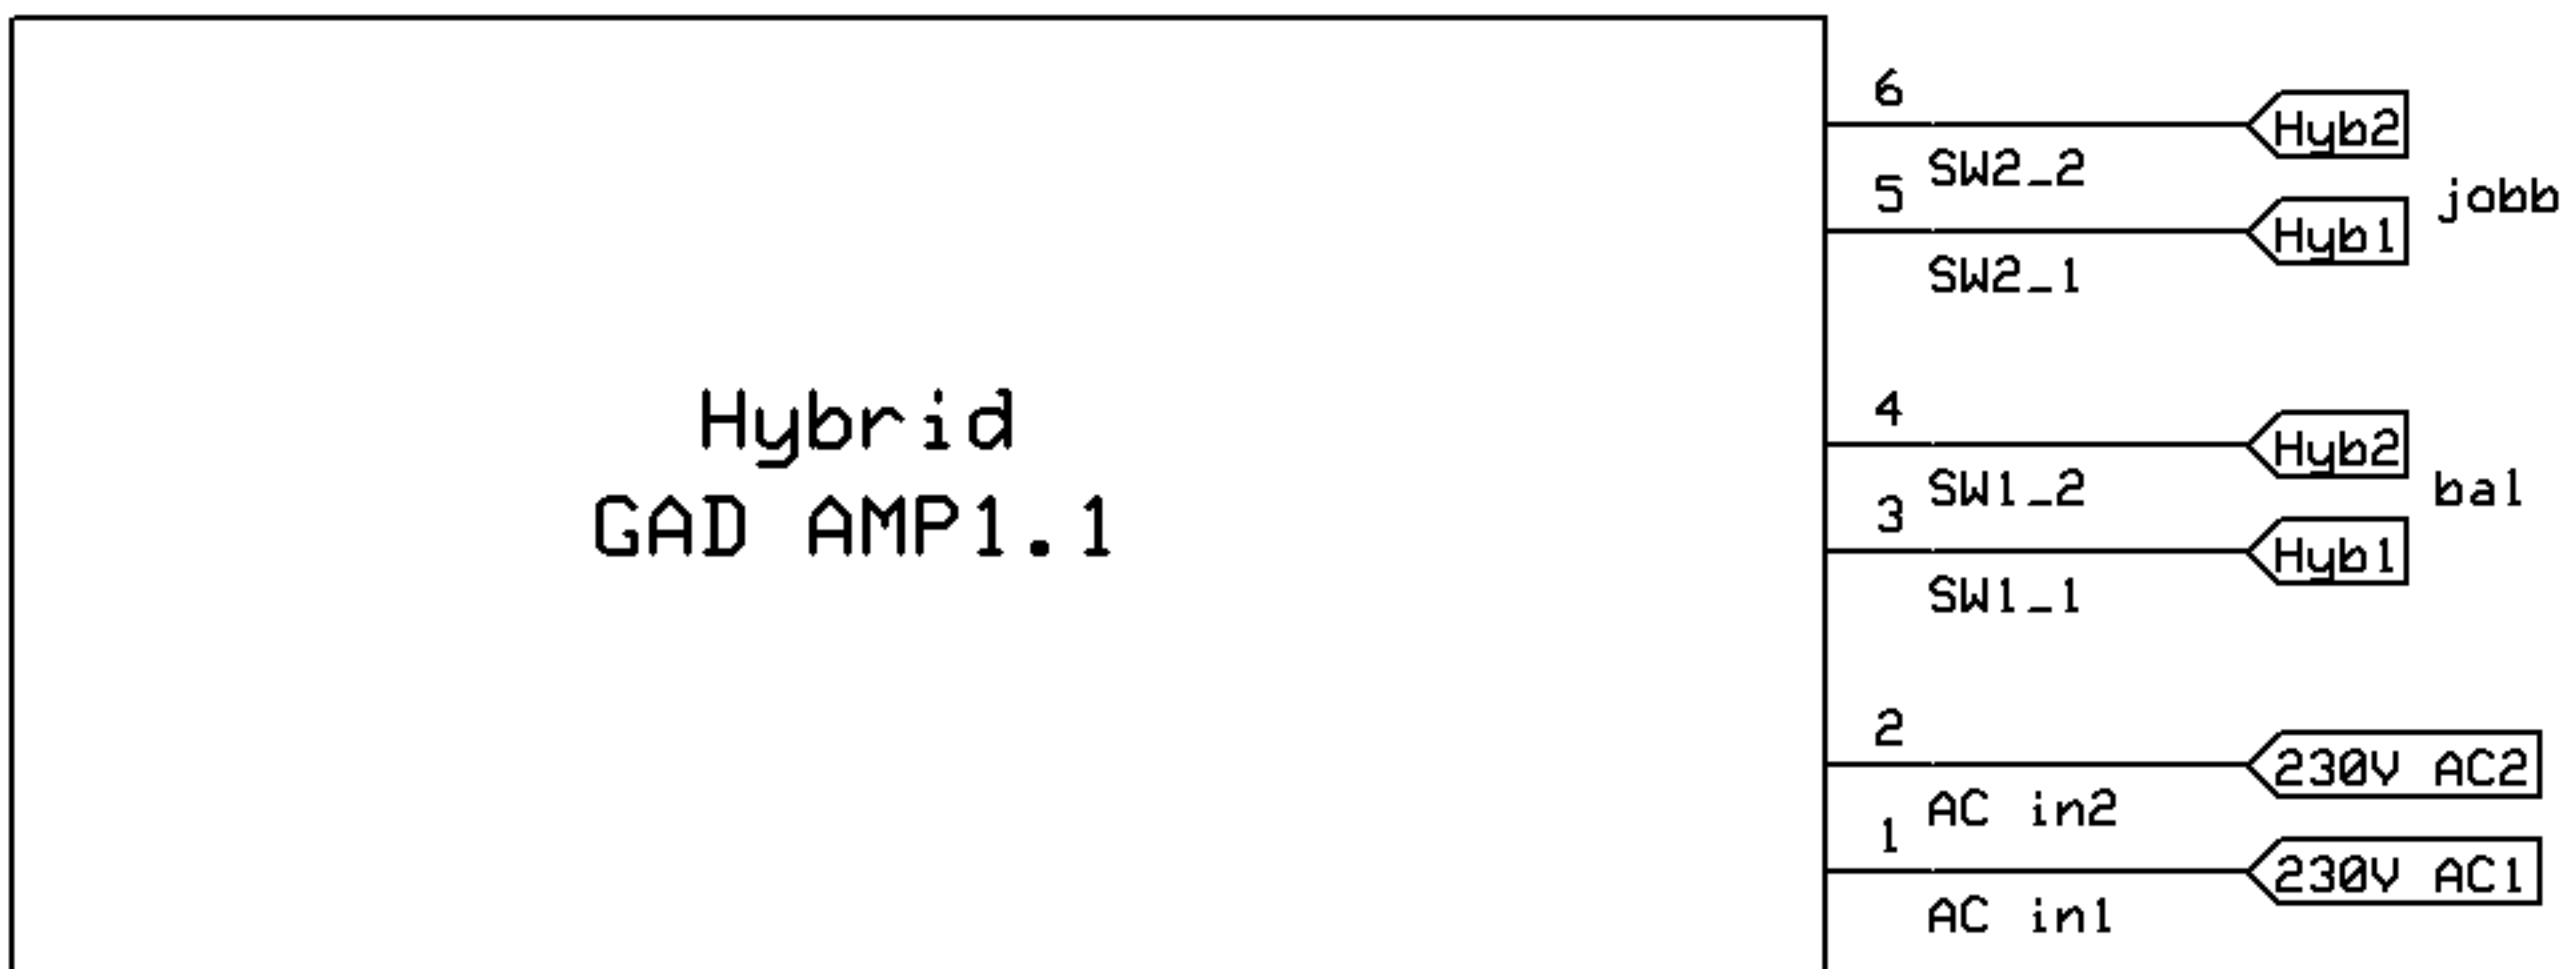 6
Hyb2
SW2_2
jobb
5
Hyb1
SW2_1
4
Hyb2
Hybrid
SW1_2
bal
GAD AMP1.1
3
Hyb1
SW1_1
2
230V AC2
AC in2
1
230V AC1
AC in1